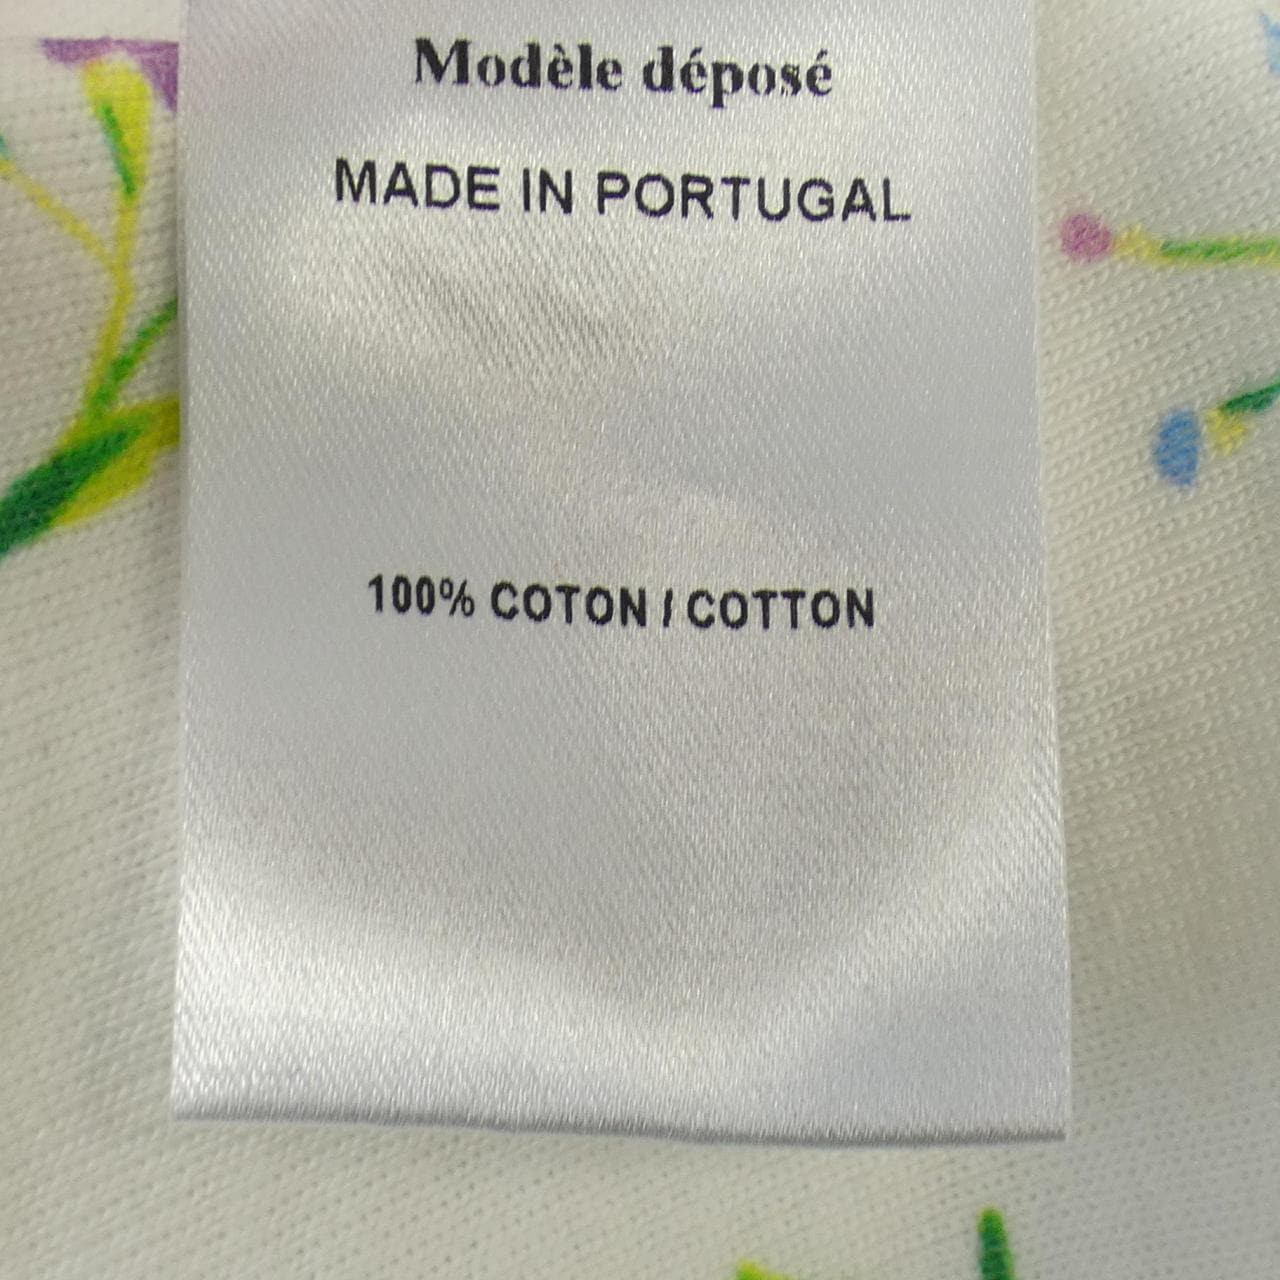 Modèle déposé
MADE IN PORTUGAL
100% COTON / COTTON